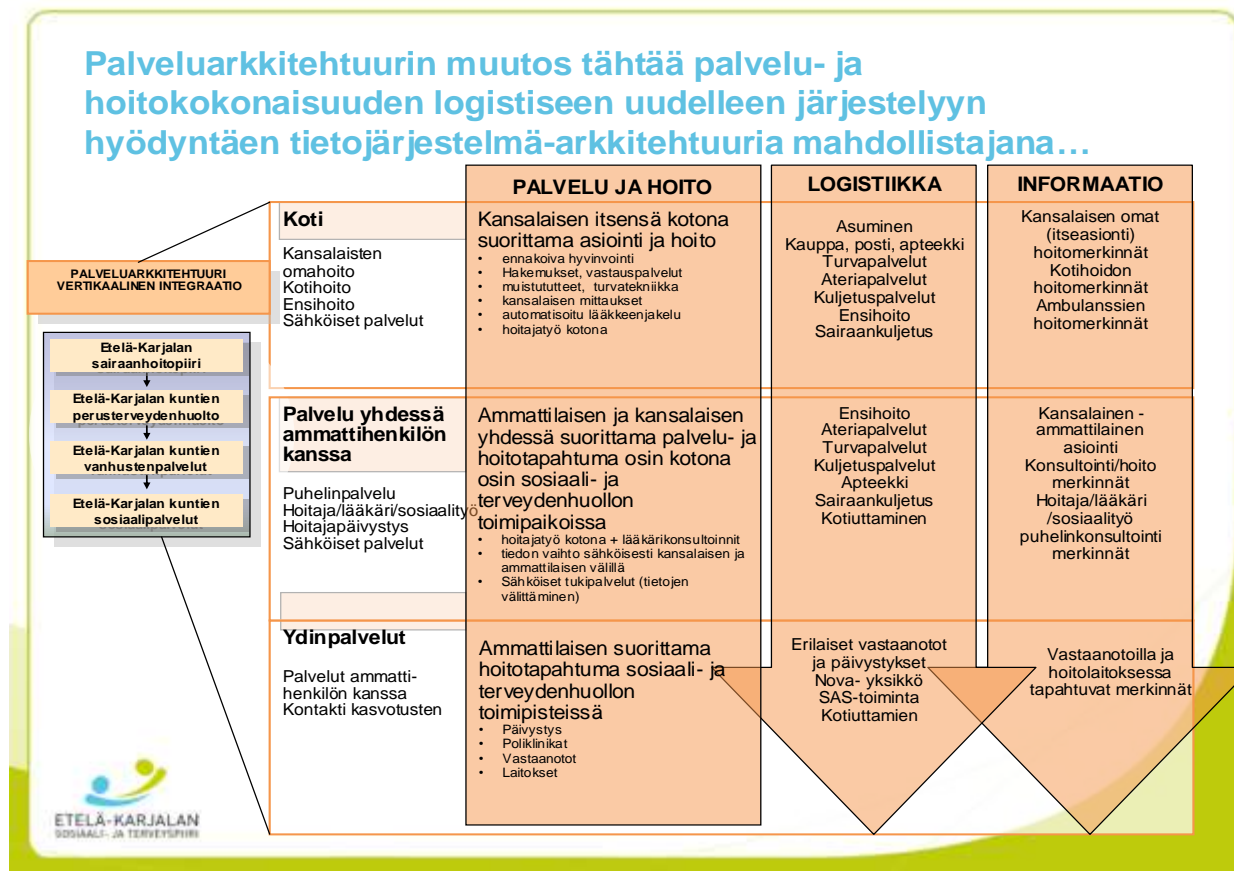 Palveluarkkitehtuurin muutos tähtää palvelu- ja
hoitokokonaisuuden logistiseen uudelleen järjestelyyn
hyödyntäen tietojärjestelmä-arkkitehtuuria mahdollistajana…
PALVELU JA HOITO
LOGISTIIKKA
INFORMAATIO
PALVELUARKKITEHTUURI
VERTIKAALINEN INTEGRAATIO
Etelä-Karjalan
sairaanhoitopiiri
Etelä-Karjalan kuntien
perusterveydenhuolto
Etelä-Karjalan kuntien
vanhustenpalvelut
Etelä-Karjalan kuntien
sosiaalipalvelut
Koti
Kansalaisten
omahoito
Kotihoito
Ensihoito
Sähköiset palvelut
Kansalaisen itsensä kotona
suorittama asiointi ja hoito
• ennakoiva hyvinvointi
• Hakemukset, vastauspalvelut
• muistututteet, turvatekniikka
• kansalaisen mittaukset
• automatisoitu lääkkeenjakelu
• hoitajatyö kotona
Asuminen
Kauppa, posti, apteekki
Turvapalvelut
Ateriapalvelut
Kuljetuspalvelut
Ensihoito
Sairaankuljetus
Kansalaisen omat
(itseasionti)
hoitomerkinnät
Kotihoidon
hoitomerkinnät
Ambulanssien
hoitomerkinnät
Palvelu yhdessä
ammattihenkilön
kanssa
Puhelinpalvelu
Hoitaja/lääkäri/sosiaalityö
Hoitajapäivystys
Sähköiset palvelut
Ammattilaisen ja kansalaisen
yhdessä suorittama palvelu- ja
hoitotapahtuma osin kotona
osin sosiaali- ja
terveydenhuollon
toimipaikoissa
• hoitajatyö kotona + lääkärikonsultoinnit
• tiedon vaihto sähköisesti kansalaisen ja
ammattilaisen välillä
• Sähköiset tukipalvelut (tietojen
välittäminen)
Ensihoito
Ateriapalvelut
Turvapalvelut
Kuljetuspalvelut
Apteekki
Sairaankuljetus
Kotiuttaminen
Kansalainen -
ammattilainen
asiointi
Konsultointi/hoito
merkinnät
Hoitaja/lääkäri
/sosiaalityö
puhelinkonsultointi
merkinnät
Ydinpalvelut
Palvelut ammatti-
henkilön kanssa
Kontakti kasvotusten
Ammattilaisen suorittama
hoitotapahtuma sosiaali- ja
terveydenhuollon
toimipisteissä
• Päivystys
• Poliklinikat
• Vastaanotot
• Laitokset
Erilaiset vastaanotot
ja päivystykset
Nova- yksikkö
SAS-toiminta
Kotiuttamien
Vastaanotoilla ja
hoitolaitoksessa
tapahtuvat merkinnät
ETELÄ-KARJALAN
SOSIAALI- JA TERVEYSPIIRI